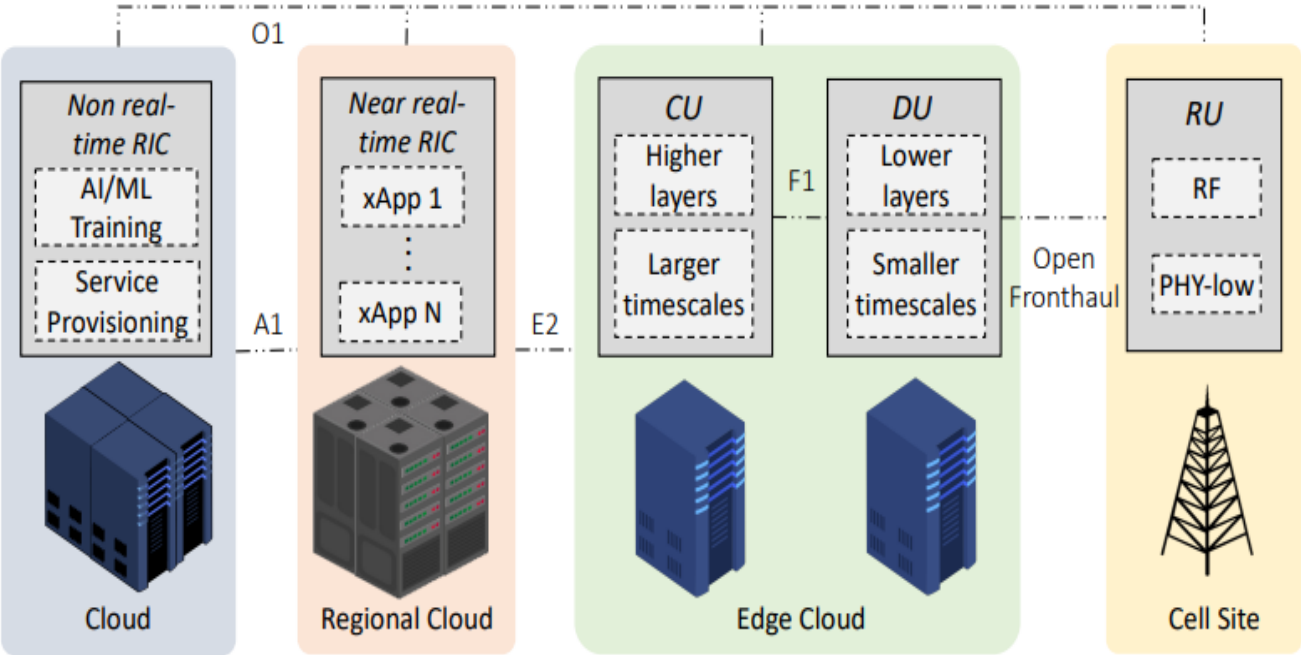 O1
Non real-
time RIC
AI/ML
Training
Service
Provisioning
Cloud
A1
Near real-
time RIC
xApp 1
xApp N
Regional Cloud
E2
CU
Higher
layers
Larger
timescales
F1
DU
Lower
layers
Smaller
timescales
Edge Cloud
Open
Fronthaul
RU
RF
PHY-low
Cell Site